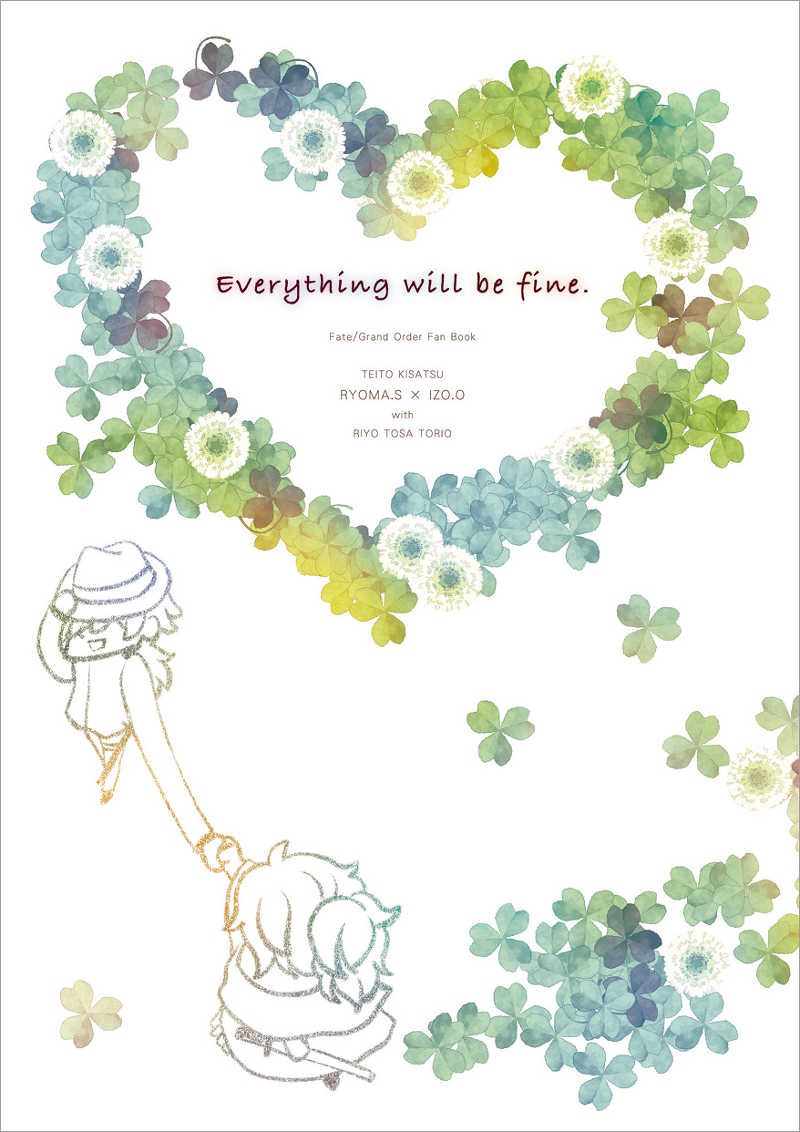 Everything will be fine.
Fate/Grand Order Fan Book
TEITO KISATSU
RYOMA.S × IZO.O
with
RIYO TOSA TORIO